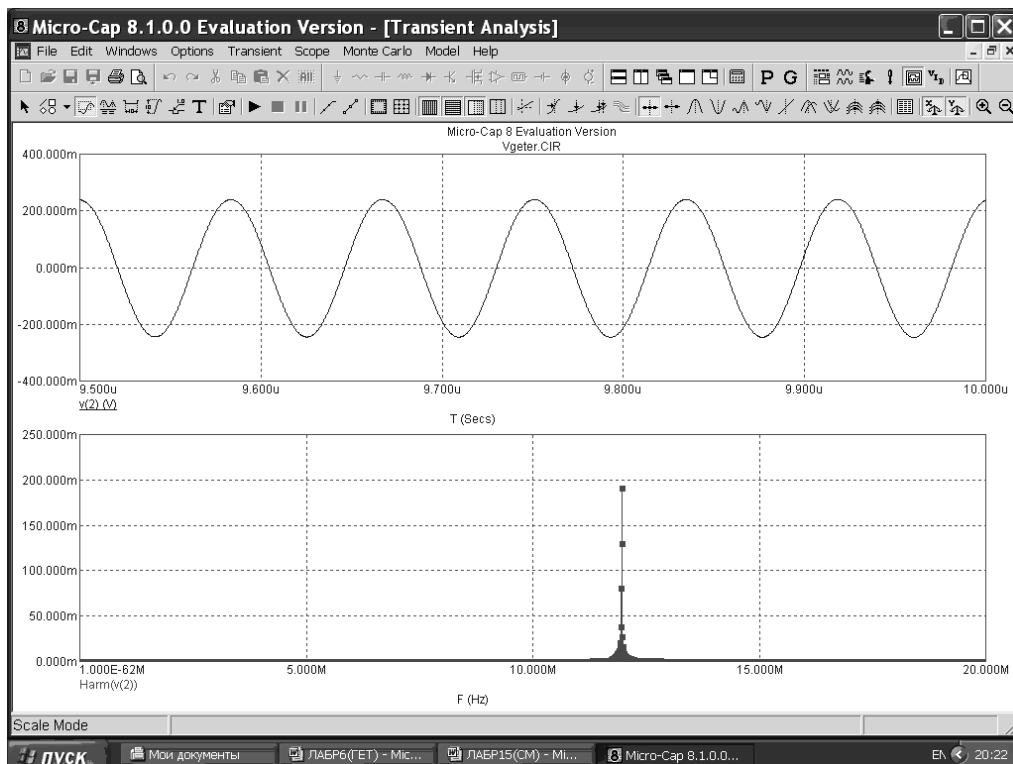 Micro-Cap 8.1.0.0 Evaluation Version - [Transient Analysis]
File Edit Windows Options Transient Scope Monte Carlo Model Help
T P G
Micro-Cap 8 Evaluation Version
Vgeter.CIR
400.000m
200.000m
0.000m
-200.000m
-400.000m
9.500u 9.600u 9.700u 9.800u 9.900u 10.000u
v(2) (V)
T (Secs)
250.000m
200.000m
150.000m
100.000m
50.000m
0.000m
1.000E-62M 5.000M 10.000M 15.000M 20.000M
Harm(v(2))
F (Hz)
Scale Mode
пуск Мои документы ЛАБР6(ГЕТ) - Mic... ЛАБР15(СМ) - Mi... Micro-Cap 8.1.0.0... EN 20:22